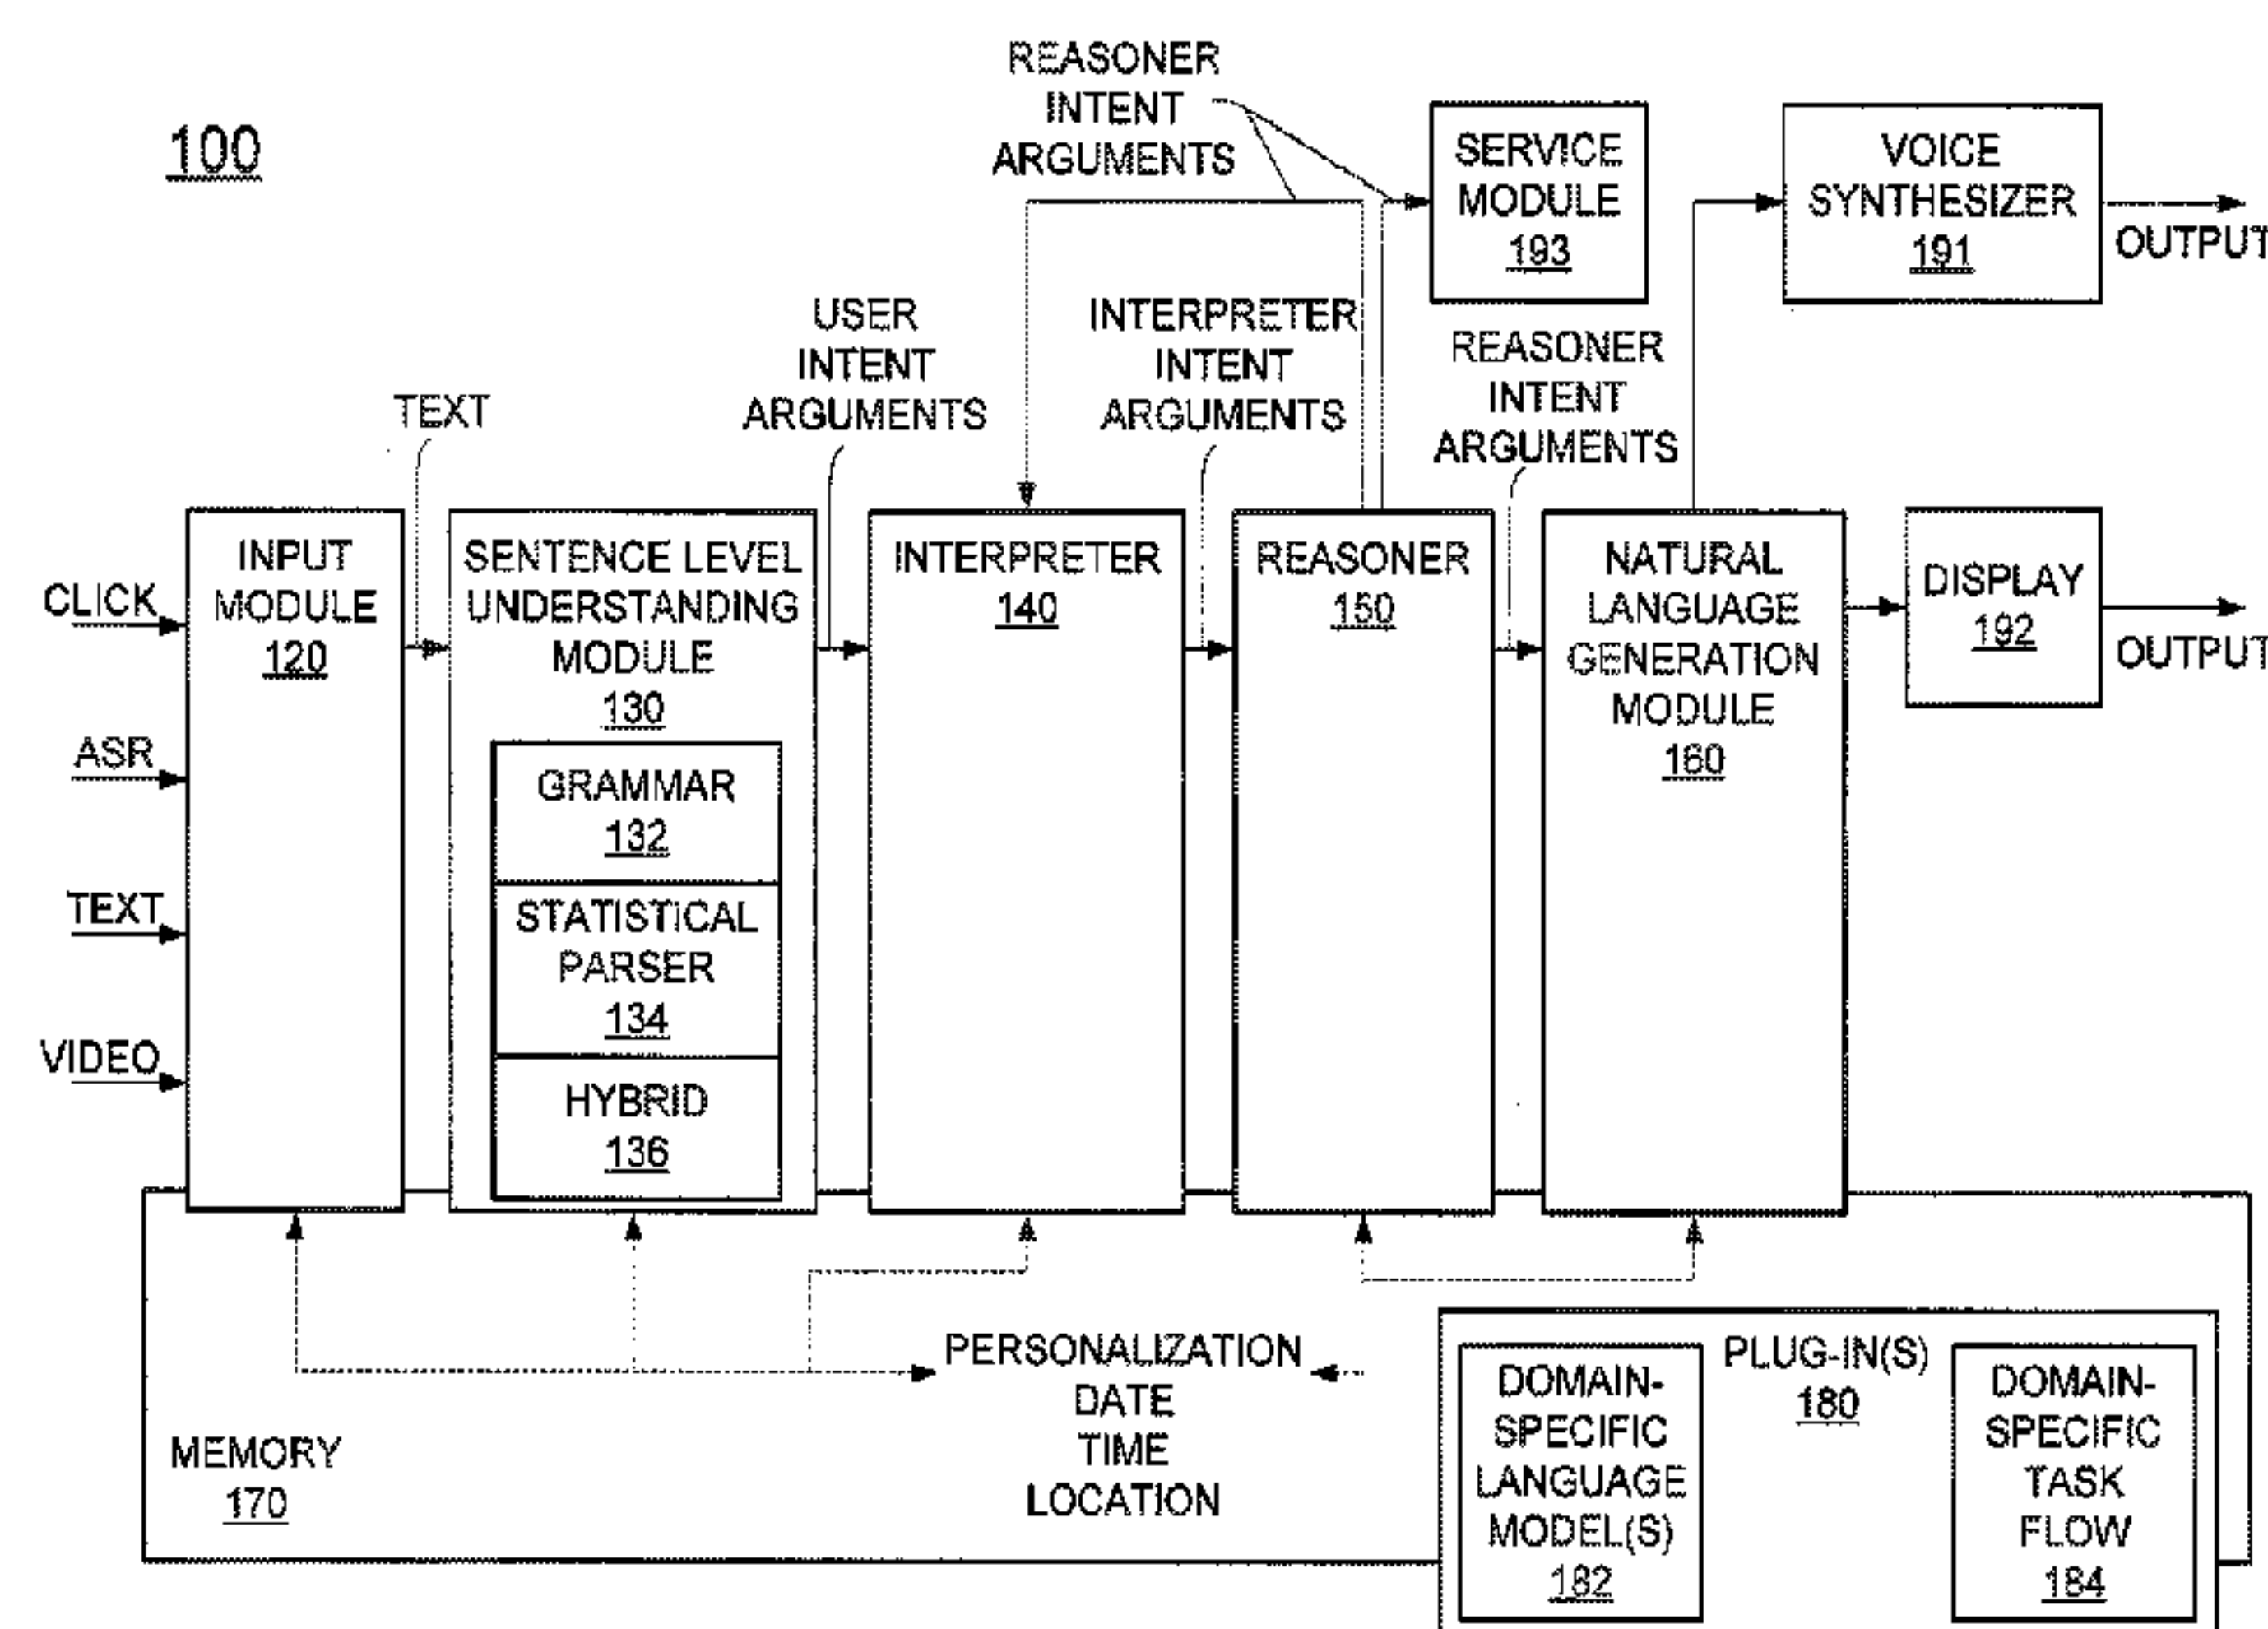 100
REASONER
INTENT
ARGUMENTS
SERVICE
MODULE
193
VOICE
SYNTHESIZER
191
OUTPUT
TEXT
USER
INTENT
ARGUMENTS
INTERPRETER
INTENT
ARGUMENTS
REASONER
INTENT
ARGUMENTS
CLICK
ASR
TEXT
VIDEO
INPUT
MODULE
120
SENTENCE LEVEL
UNDERSTANDING
MODULE
130
GRAMMAR
132
STATISTICAL
PARSER
134
HYBRID
136
INTERPRETER
140
REASONER
150
NATURAL
LANGUAGE
GENERATION
MODULE
160
DISPLAY
192
OUTPUT
MEMORY
170
PERSONALIZATION
DATE
TIME
LOCATION
PLUG-IN(S)
180
DOMAIN-
SPECIFIC
LANGUAGE
MODEL(S)
182
DOMAIN-
SPECIFIC
TASK
FLOW
184